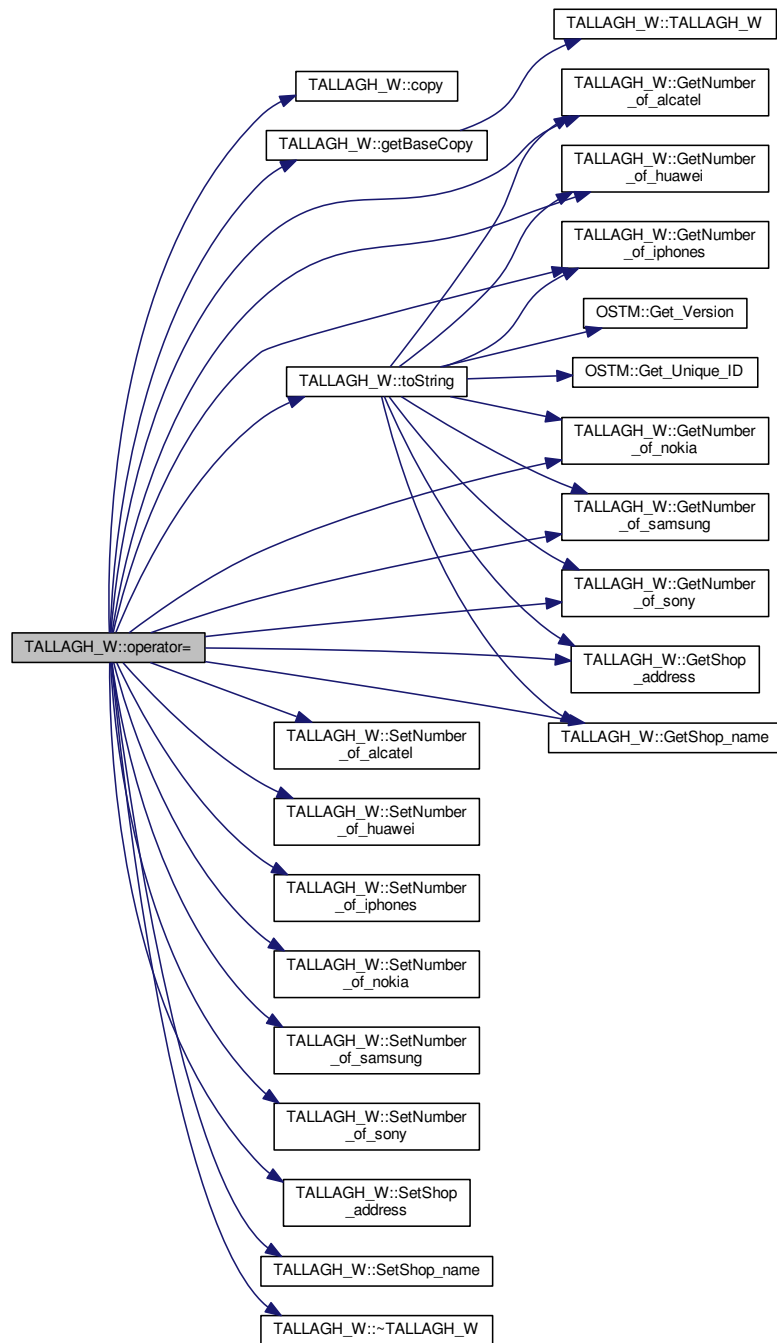 TALLAGH_W::TALLAGH_W
TALLAGH_W::copy
TALLAGH_W::GetNumber
_of_alcatel
TALLAGH_W::getBaseCopy
TALLAGH_W::GetNumber
_of_huawei
TALLAGH_W::GetNumber
_of_iphones
OSTM::Get_Version
TALLAGH_W::toString
OSTM::Get_Unique_ID
TALLAGH_W::GetNumber
_of_nokia
TALLAGH_W::GetNumber
_of_samsung
TALLAGH_W::GetNumber
_of_sony
TALLAGH_W::operator=
TALLAGH_W::GetShop
_address
TALLAGH_W::GetShop_name
TALLAGH_W::SetNumber
_of_alcatel
TALLAGH_W::SetNumber
_of_huawei
TALLAGH_W::SetNumber
_of_iphones
TALLAGH_W::SetNumber
_of_nokia
TALLAGH_W::SetNumber
_of_samsung
TALLAGH_W::SetNumber
_of_sony
TALLAGH_W::SetShop
_address
TALLAGH_W::SetShop_name
TALLAGH_W::~TALLAGH_W